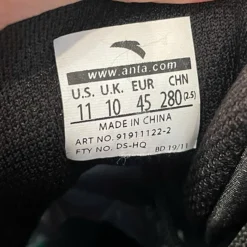 www.anta.com
U.S. U.K. EUR CHN
11 10 45 280(2.5)
MADE IN CHINA
ART NO. 91911122-2
FTY NO. DS-HQ BD 19/11